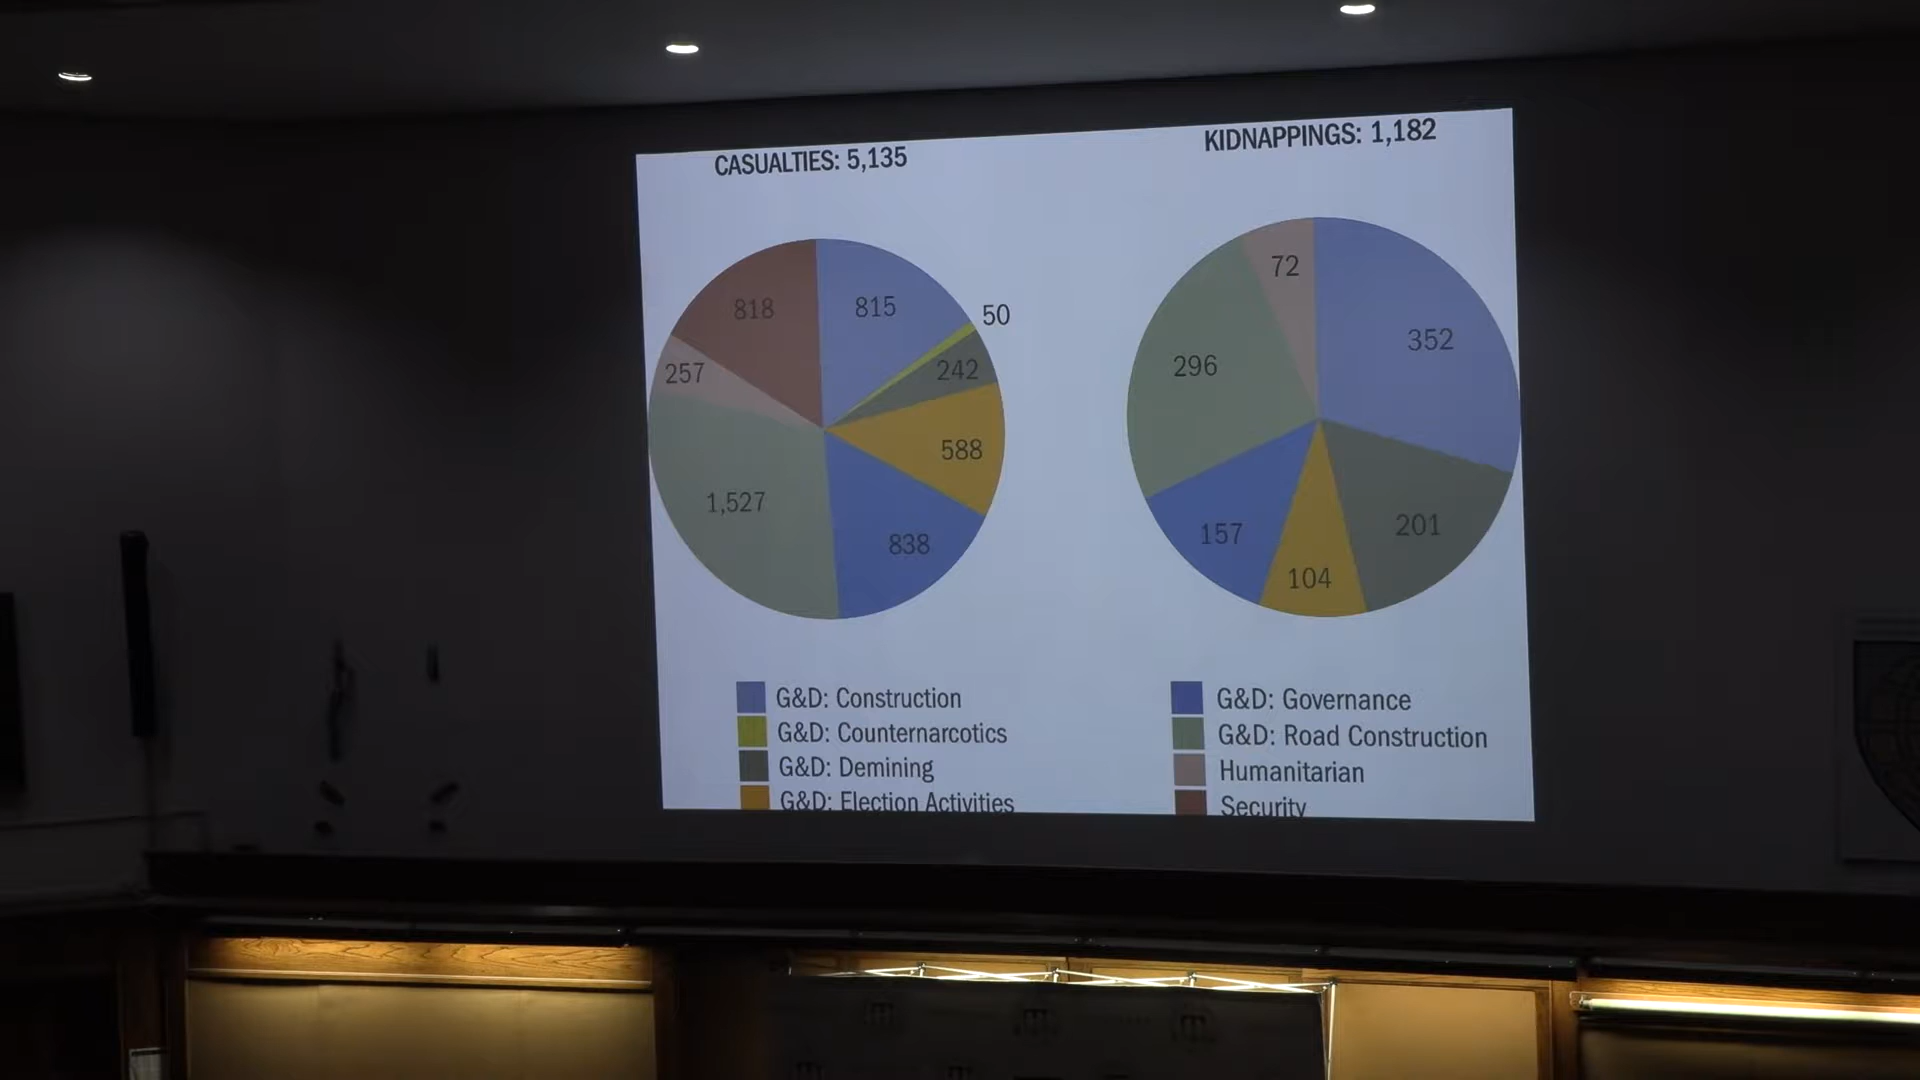 CASUALTIES: 5,135
KIDNAPPINGS: 1,182
818
815
50
257
242
588
1,527
838
72
352
296
157
201
104
G&D: Construction
G&D: Counternarcotics
G&D: Demining
G&D: Election Activities
G&D: Governance
G&D: Road Construction
Humanitarian
Security